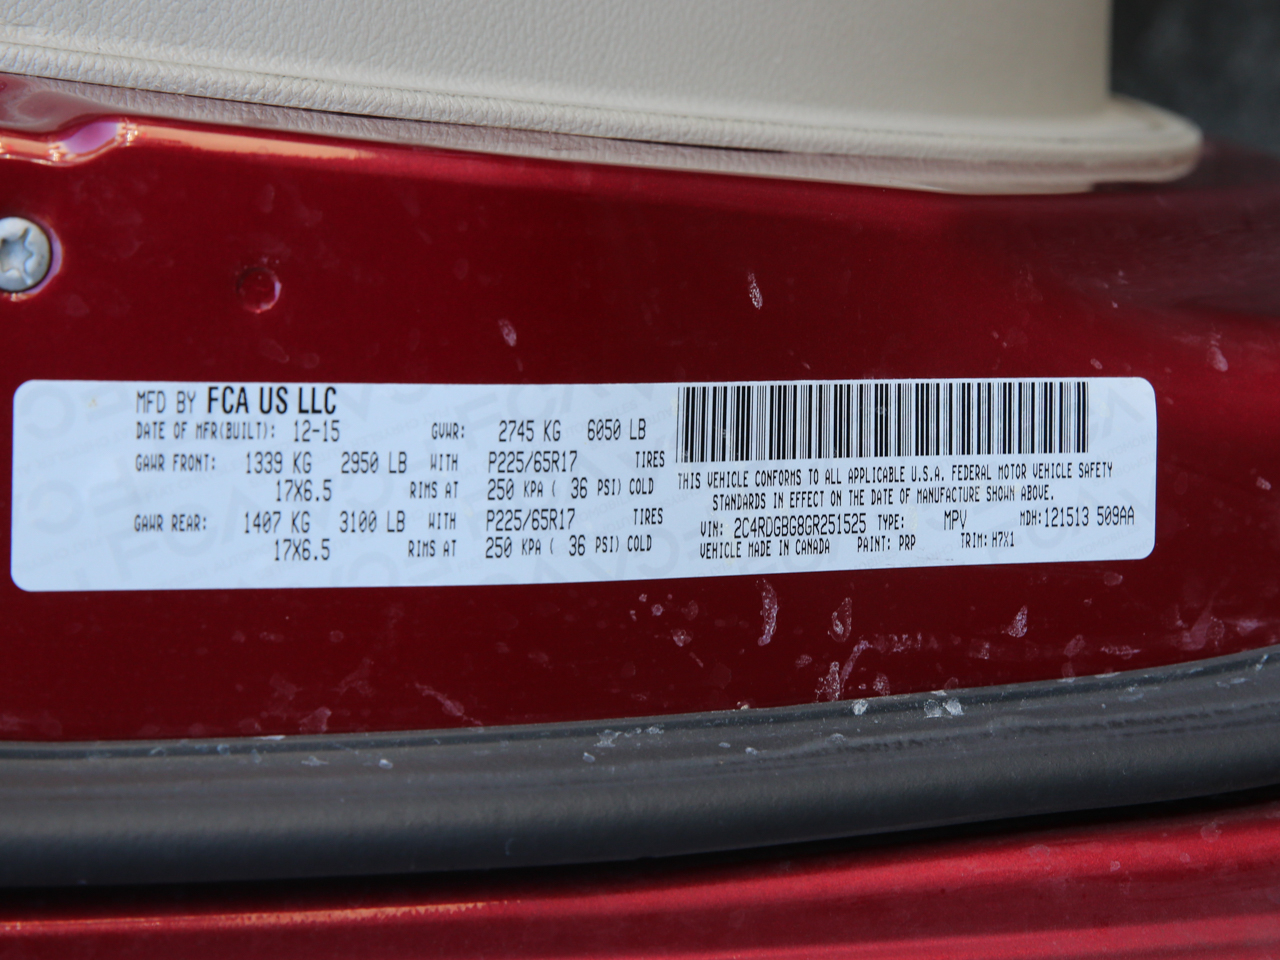 MFD BY FCA US LLC
DATE OF MFR(BUILT): 12-15 GVWR: 2745 KG 6050 LB
GAWR FRONT: 1339 KG 2950 LB WITH P225/65R17 TIRES
17X6.5 RIMS AT 250 KPA ( 36 PSI) COLD
GAWR REAR: 1407 KG 3100 LB WITH P225/65R17 TIRES
17X6.5 RIMS AT 250 KPA ( 36 PSI) COLD
THIS VEHICLE CONFORMS TO ALL APPLICABLE U.S.A. FEDERAL MOTOR VEHICLE SAFETY
STANDARDS IN EFFECT ON THE DATE OF MANUFACTURE SHOWN ABOVE.
VIN: 2C4RDGBG8GR251525 TYPE: MPV MDH:121513 509AA
VEHICLE MADE IN CANADA PAINT: PRP TRIM: H7X1